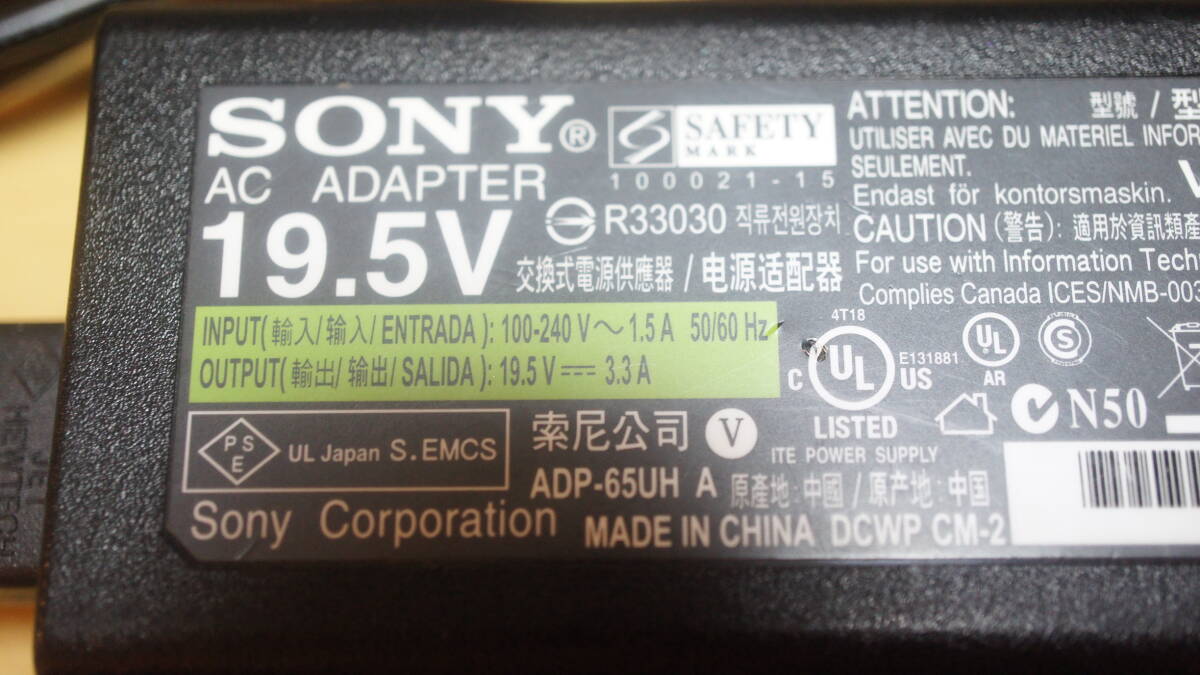 SONY®
AC ADAPTER
19.5V
S SAFETY
MARK
100021-15
R33030 직류전원장치
交換式電源供應器 / 电源适配器
INPUT(輸入/输入/ENTRADA): 100-240 V～ 1.5 A 50/60 Hz
OUTPUT(輸出/输出/SALIDA): 19.5 V⎓ 3.3 A
PSE
UL Japan S.EMCS
索尼公司 V
ADP-65UH A 原產地: 中國 / 原产地: 中国
Sony Corporation
MADE IN CHINA DCWP CM-2
ATTENTION: 型號 / 型
UTILISER AVEC DU MATERIEL INFOR
SEULEMENT.
Endast för kontorsmaskin.
CAUTION (警告): 適用於資訊類產
For use with Information Tech
Complies Canada ICES/NMB-003
4T18
C UL US
E131881
LISTED
ITE POWER SUPPLY
UL
AR
S
N50